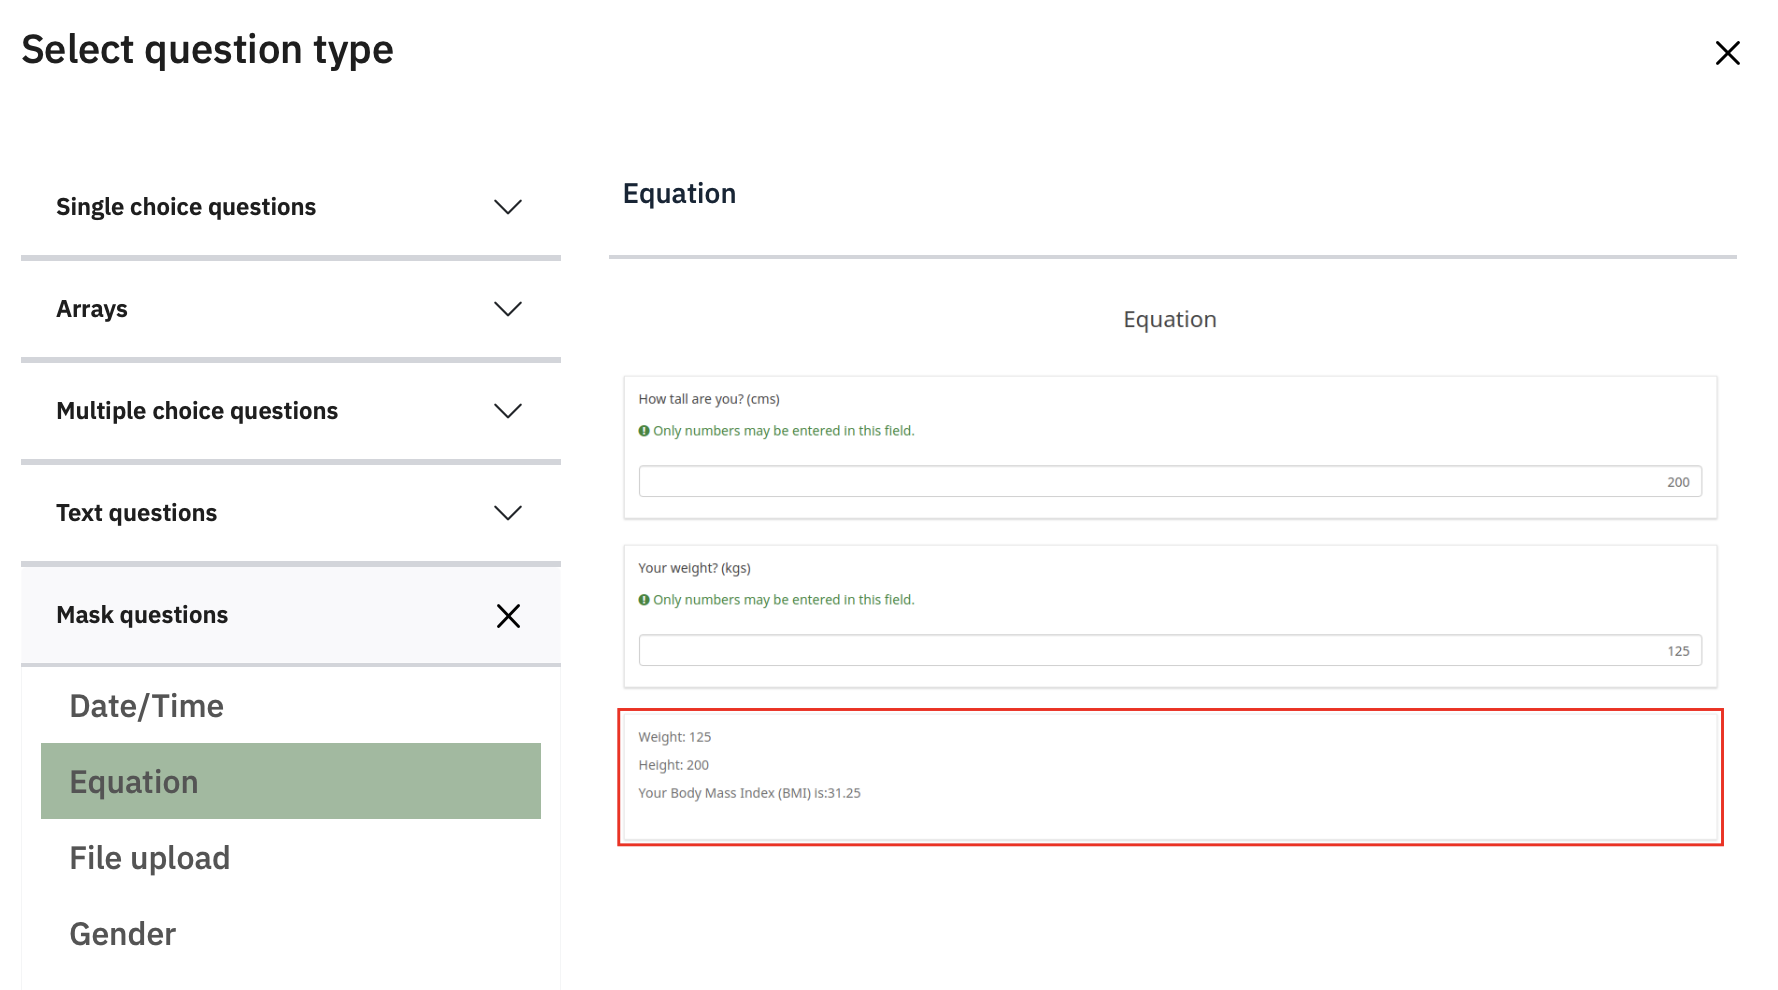 Select question type
Single choice questions
Arrays
Multiple choice questions
Text questions
Mask questions
Date/Time
Equation
File upload
Gender
Equation
Equation
How tall are you? (cms)
Only numbers may be entered in this field.
200
Your weight? (kgs)
Only numbers may be entered in this field.
125
Weight: 125
Height: 200
Your Body Mass Index (BMI) is:31.25